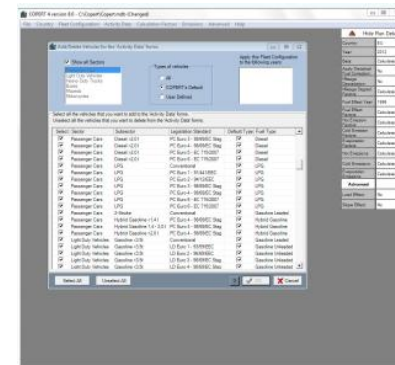 COPERT 4 version 8.0 - C:\Copert\Copert.mdb (Changed)
File Country Fleet Configuration Activity Data Calculation Factors Emissions Advanced Help
Add/Delete Vehicles for the Activity Data forms
Show all Sectors
Passenger Cars
Light Duty Vehicles
Heavy Duty Trucks
Buses
Mopeds
Motorcycles
Types of vehicles
All
COPERT's Default
User Defined
Apply this Fleet Configuration to the following years:
Select all the vehicles that you want to add to the Activity Data forms.
Unselect all the vehicles that you want to delete from the Activity Data forms.
Select Sector Subsector Legislation Standard Default Type Fuel Type
Passenger Cars Diesel <2.0 l PC Euro 3 - 98/69/EC Stag Diesel
Passenger Cars Diesel >2.0 l PC Euro 4 - 98/69/EC Stag Diesel
Passenger Cars Diesel >2.0 l PC Euro 5 - EC 715/2007 Diesel
Passenger Cars Diesel >2.0 l PC Euro 6 - EC 715/2007 Diesel
Passenger Cars LPG Conventional LPG
Passenger Cars LPG PC Euro 1 - 91/441/EEC LPG
Passenger Cars LPG PC Euro 2 - 94/12/EEC LPG
Passenger Cars LPG PC Euro 3 - 98/69/EC Stag LPG
Passenger Cars LPG PC Euro 4 - 98/69/EC Stag LPG
Passenger Cars LPG PC Euro 5 - EC 715/2007 LPG
Passenger Cars LPG PC Euro 6 - EC 715/2007 LPG
Passenger Cars 2-Stroke Conventional Gasoline Leaded
Passenger Cars Hybrid Gasoline <1.4 l PC Euro 4 - 98/69/EC Stag Hybrid Gasoline
Passenger Cars Hybrid Gasoline 1.4 - 2.0 l PC Euro 4 - 98/69/EC Stag Hybrid Gasoline
Passenger Cars Hybrid Gasoline >2.0 l PC Euro 4 - 98/69/EC Stag Hybrid Gasoline
Light Duty Vehicles Gasoline <3.5t Conventional Gasoline Leaded
Light Duty Vehicles Gasoline <3.5t LD Euro 1 - 93/59/EEC Gasoline Unleaded
Light Duty Vehicles Gasoline <3.5t LD Euro 2 - 96/69/EEC Gasoline Unleaded
Light Duty Vehicles Gasoline <3.5t LD Euro 3 - 98/69/EC Stag Gasoline Unleaded
Light Duty Vehicles Gasoline <3.5t LD Euro 4 - 98/69/EC Stag Gasoline Unleaded
Select All Unselect All Cancel
Hide Run Deta
Country
Year 2013
Fuel Effect Year 1996
Advanced
Load Effect No
Slope Effect No